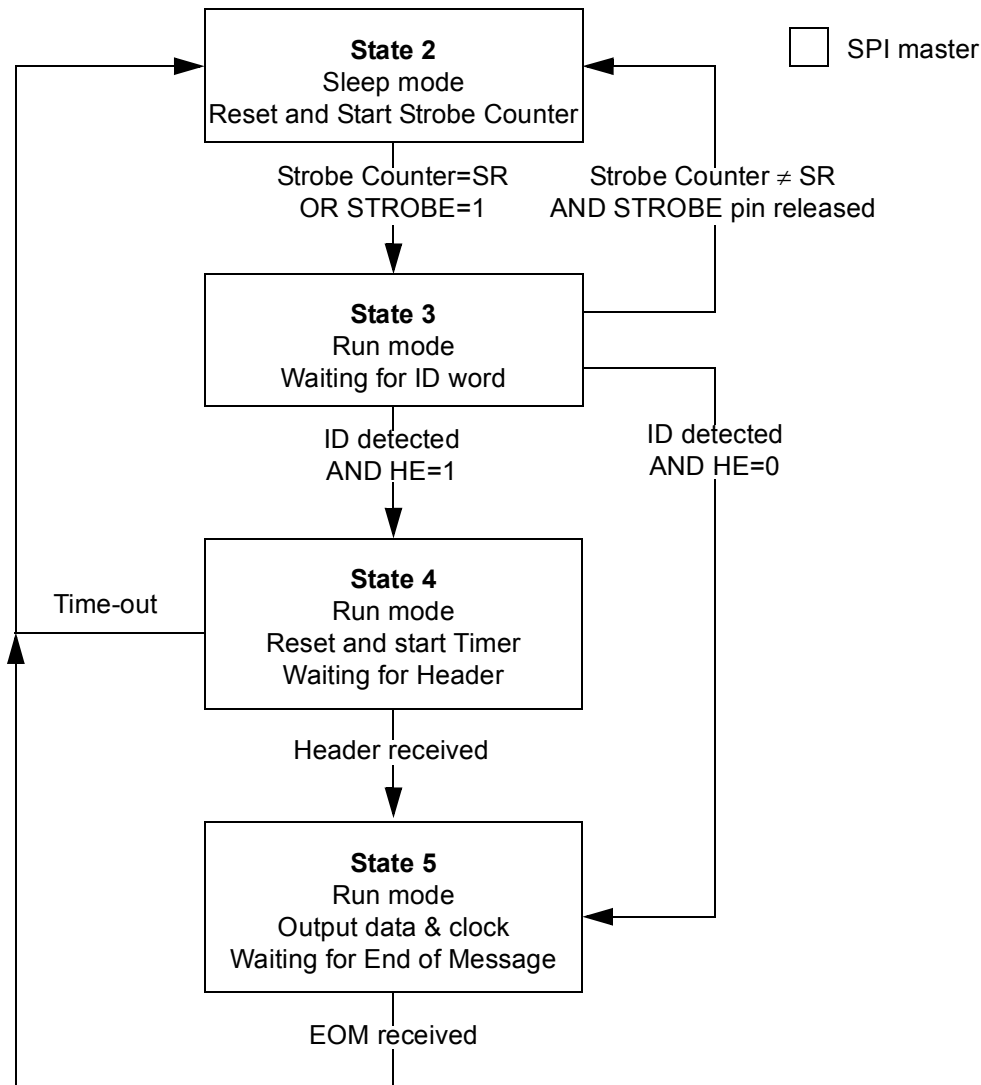 State 2
Sleep mode
Reset and Start Strobe Counter
SPI master
Strobe Counter=SR
OR STROBE=1
Strobe Counter ≠ SR
AND STROBE pin released
State 3
Run mode
Waiting for ID word
ID detected
AND HE=1
ID detected
AND HE=0
State 4
Run mode
Reset and start Timer
Waiting for Header
Time-out
Header received
State 5
Run mode
Output data & clock
Waiting for End of Message
EOM received